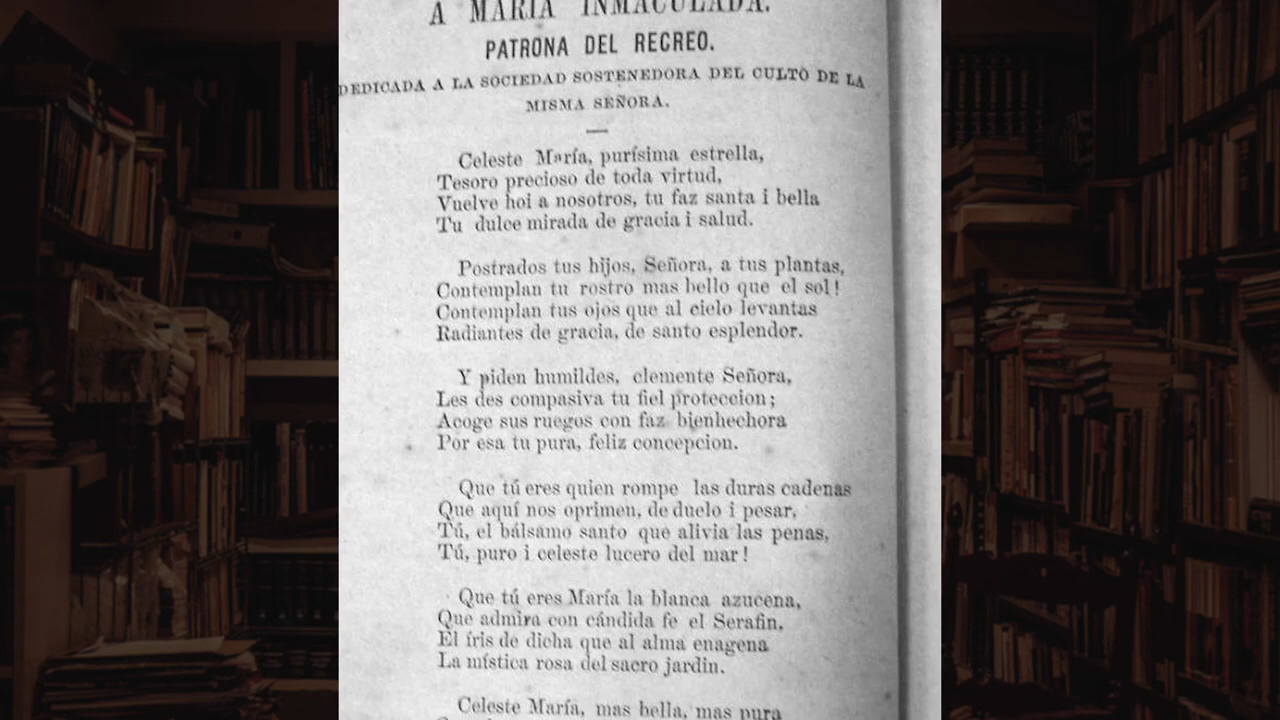 A MARIA INMACULADA.
PATRONA DEL RECREO.
DEDICADA A LA SOCIEDAD SOSTENEDORA DEL CULTO DE LA
MISMA SEÑORA.
Celeste María, purísima estrella,
Tesoro precioso de toda virtud,
Vuelve hoi a nosotros, tu faz santa i bella
Tu dulce mirada de gracia i salud.
Postrados tus hijos, Señora, a tus plantas,
Contemplan tu rostro mas bello que el sol!
Contemplan tus ojos que al cielo levantas
Radiantes de gracia, de santo esplendor.
Y piden humildes, clemente Señora,
Les des compasiva tu fiel proteccion;
Acoge sus ruegos con faz bienhechora
Por esa tu pura, feliz concepcion.
Que tú eres quien rompe las duras cadenas
Que aquí nos oprimen, de duelo i pesar,
Tú, el bálsamo santo que alivia las penas,
Tú, puro i celeste lucero del mar!
Que tú eres María la blanca azucena,
Que admira con cándida fe el Serafin,
El íris de dicha que al alma enagena
La mística rosa del sacro jardin.
Celeste María, mas bella, mas pura